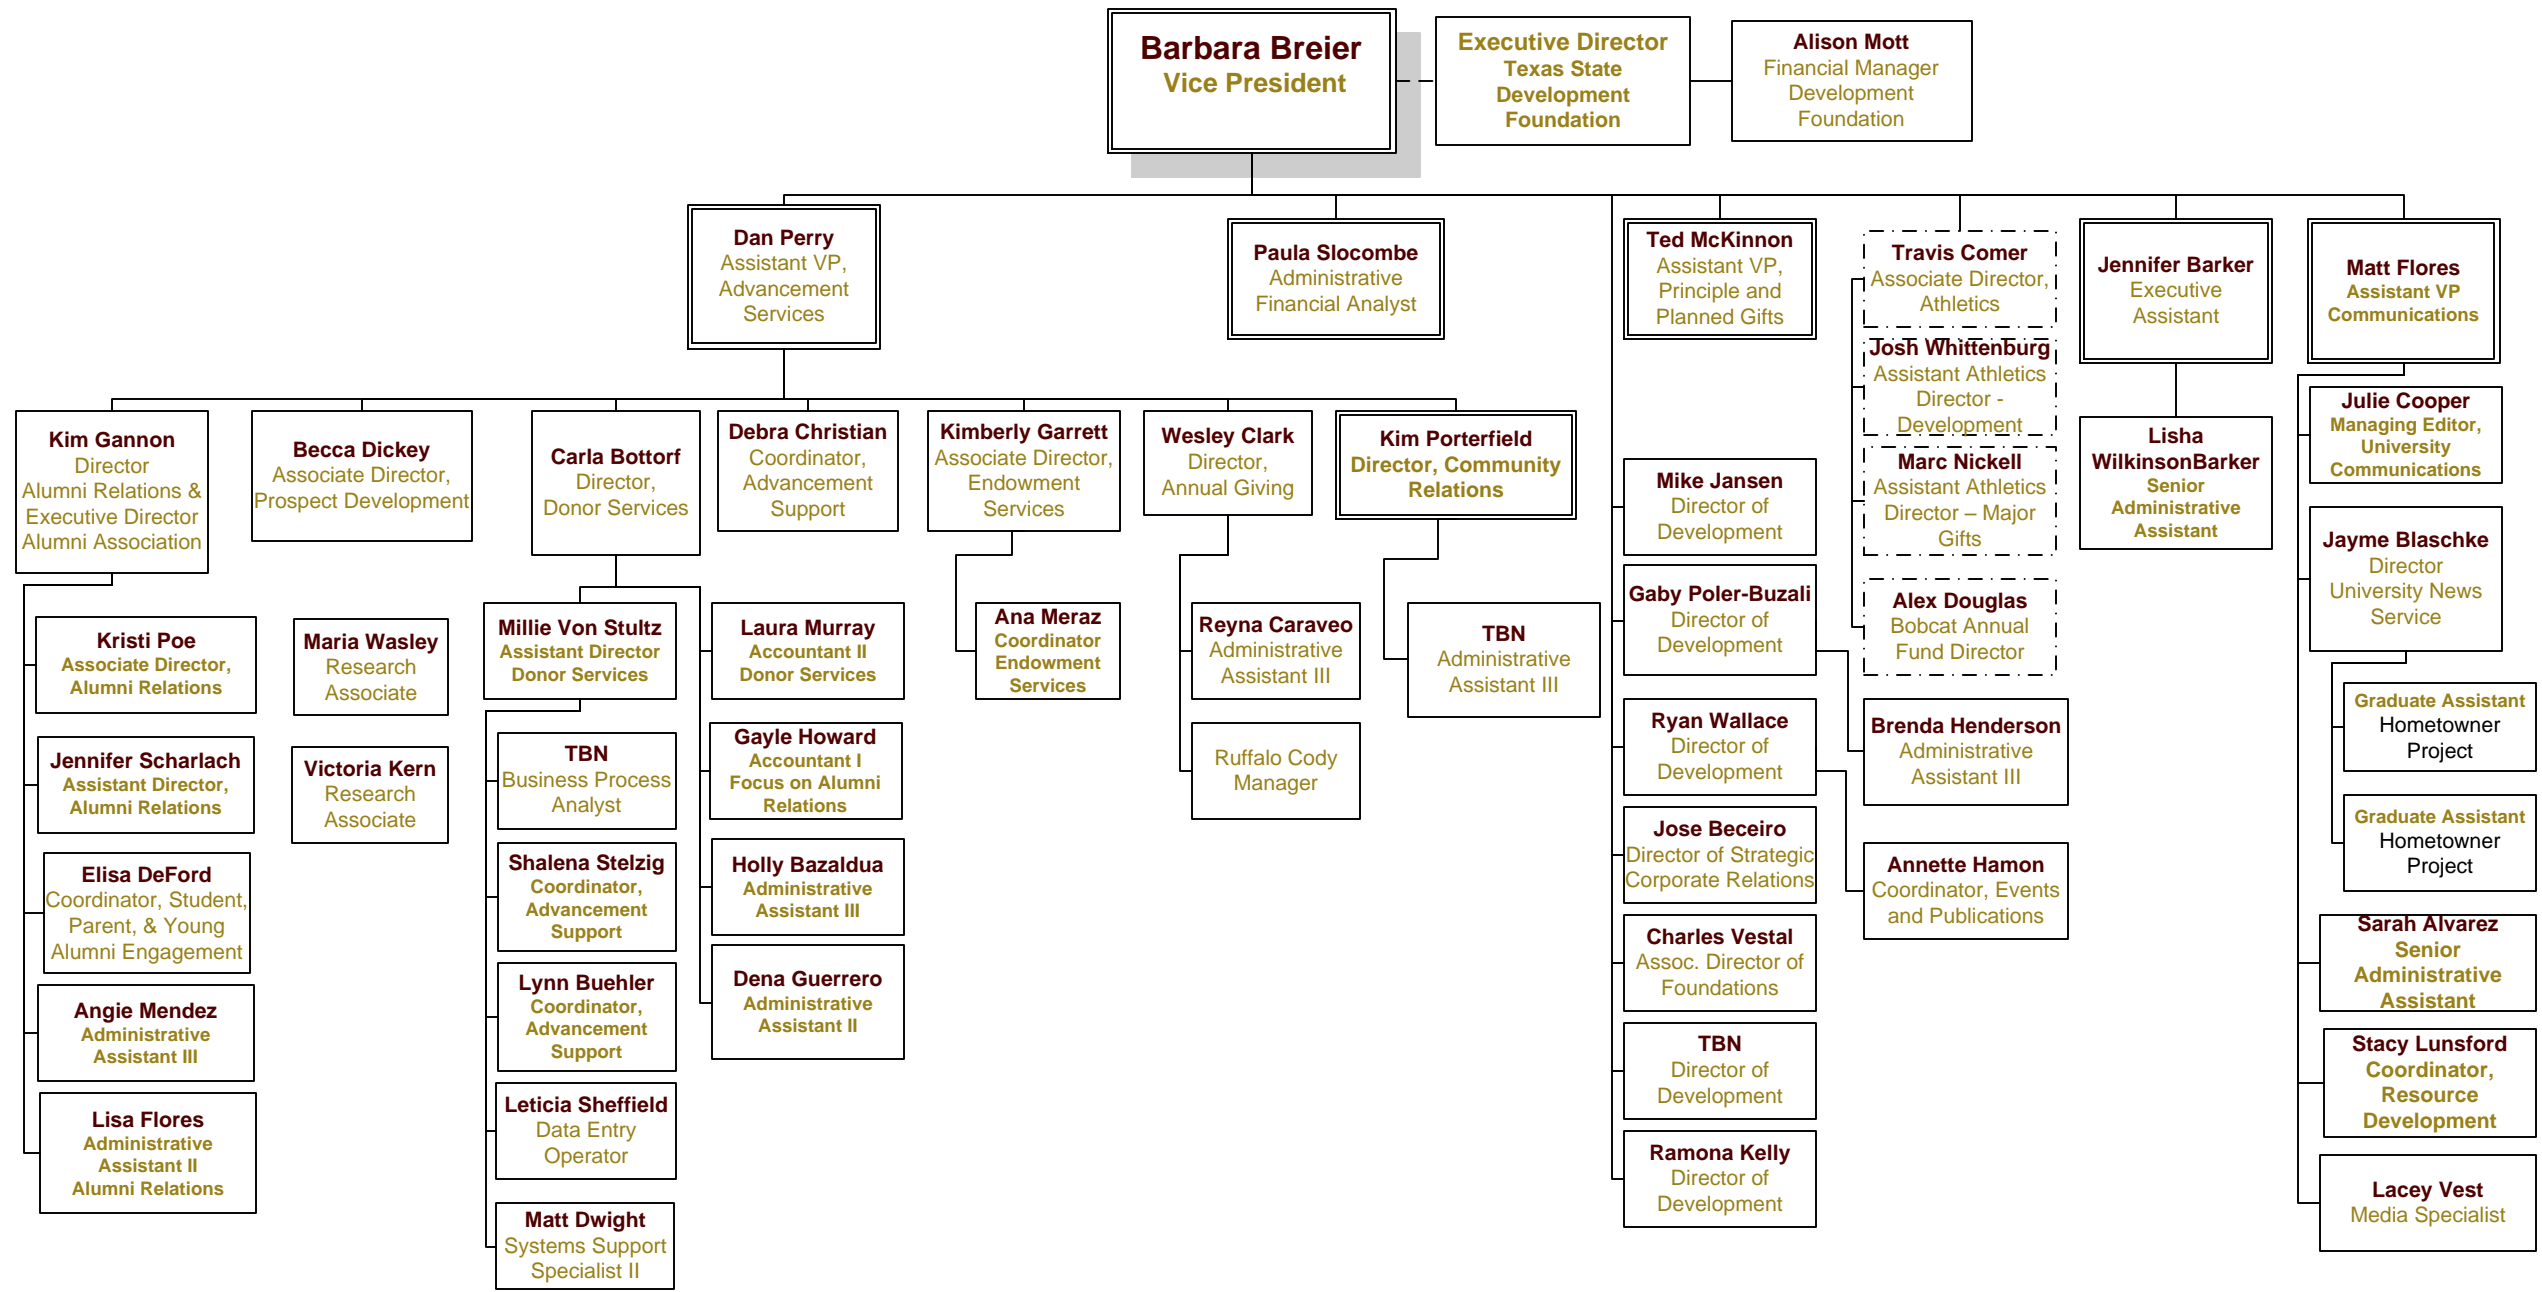 Barbara Breier
Vice President
Executive Director
Texas State
Development
Foundation
Alison Mott
Financial Manager
Development
Foundation
Dan Perry
Assistant VP,
Advancement
Services
Paula Slocombe
Administrative
Financial Analyst
Ted McKinnon
Assistant VP,
Principle and
Planned Gifts
Travis Comer
Associate Director,
Athletics
Josh Whittenburg
Assistant Athletics
Director -
Development
Marc Nickell
Assistant Athletics
Director – Major
Gifts
Alex Douglas
Bobcat Annual
Fund Director
Jennifer Barker
Executive
Assistant
Lisha
WilkinsonBarker
Senior
Administrative
Assistant
Matt Flores
Assistant VP
Communications
Kim Gannon
Director
Alumni Relations &
Executive Director
Alumni Association
Becca Dickey
Associate Director,
Prospect Development
Carla Bottorf
Director,
Donor Services
Debra Christian
Coordinator,
Advancement
Support
Kimberly Garrett
Associate Director,
Endowment
Services
Wesley Clark
Director,
Annual Giving
Kim Porterfield
Director, Community
Relations
Kristi Poe
Associate Director,
Alumni Relations
Jennifer Scharlach
Assistant Director,
Alumni Relations
Elisa DeFord
Coordinator, Student,
Parent, & Young
Alumni Engagement
Angie Mendez
Administrative
Assistant III
Lisa Flores
Administrative
Assistant II
Alumni Relations
Maria Wasley
Research
Associate
Victoria Kern
Research
Associate
Millie Von Stultz
Assistant Director
Donor Services
TBN
Business Process
Analyst
Shalena Stelzig
Coordinator,
Advancement
Support
Lynn Buehler
Coordinator,
Advancement
Support
Leticia Sheffield
Data Entry
Operator
Matt Dwight
Systems Support
Specialist II
Laura Murray
Accountant II
Donor Services
Gayle Howard
Accountant I
Focus on Alumni
Relations
Holly Bazaldua
Administrative
Assistant III
Dena Guerrero
Administrative
Assistant II
Ana Meraz
Coordinator
Endowment
Services
Reyna Caraveo
Administrative
Assistant III
Ruffalo Cody
Manager
TBN
Administrative
Assistant III
Mike Jansen
Director of
Development
Gaby Poler-Buzali
Director of
Development
Ryan Wallace
Director of
Development
Jose Beceiro
Director of Strategic
Corporate Relations
Charles Vestal
Assoc. Director of
Foundations
TBN
Director of
Development
Ramona Kelly
Director of
Development
Brenda Henderson
Administrative
Assistant III
Annette Hamon
Coordinator, Events
and Publications
Julie Cooper
Managing Editor,
University
Communications
Jayme Blaschke
Director
University News
Service
Graduate Assistant
Hometowner
Project
Graduate Assistant
Hometowner
Project
Sarah Alvarez
Senior
Administrative
Assistant
Stacy Lunsford
Coordinator,
Resource
Development
Lacey Vest
Media Specialist